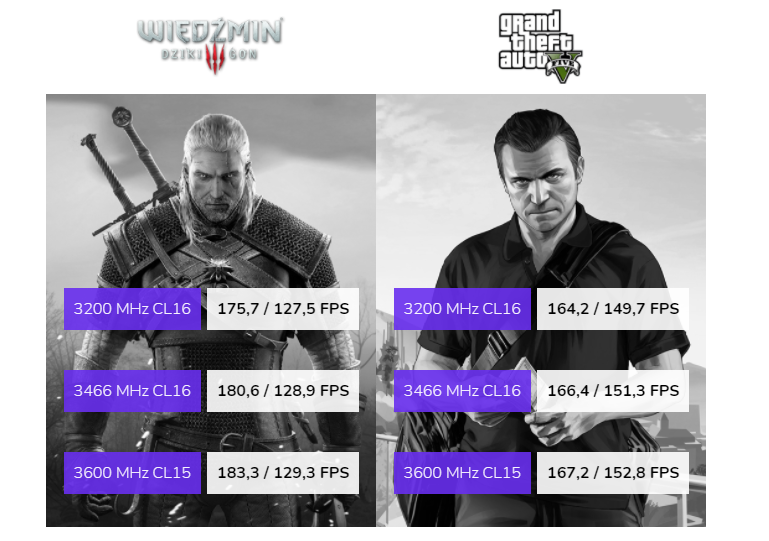 WIEDŹMIN
DZIKI GON
grand
theft
auto
FIVE
3200 MHz CL16 175,7 / 127,5 FPS
3466 MHz CL16 180,6 / 128,9 FPS
3600 MHz CL15 183,3 / 129,3 FPS
3200 MHz CL16 164,2 / 149,7 FPS
3466 MHz CL16 166,4 / 151,3 FPS
3600 MHz CL15 167,2 / 152,8 FPS